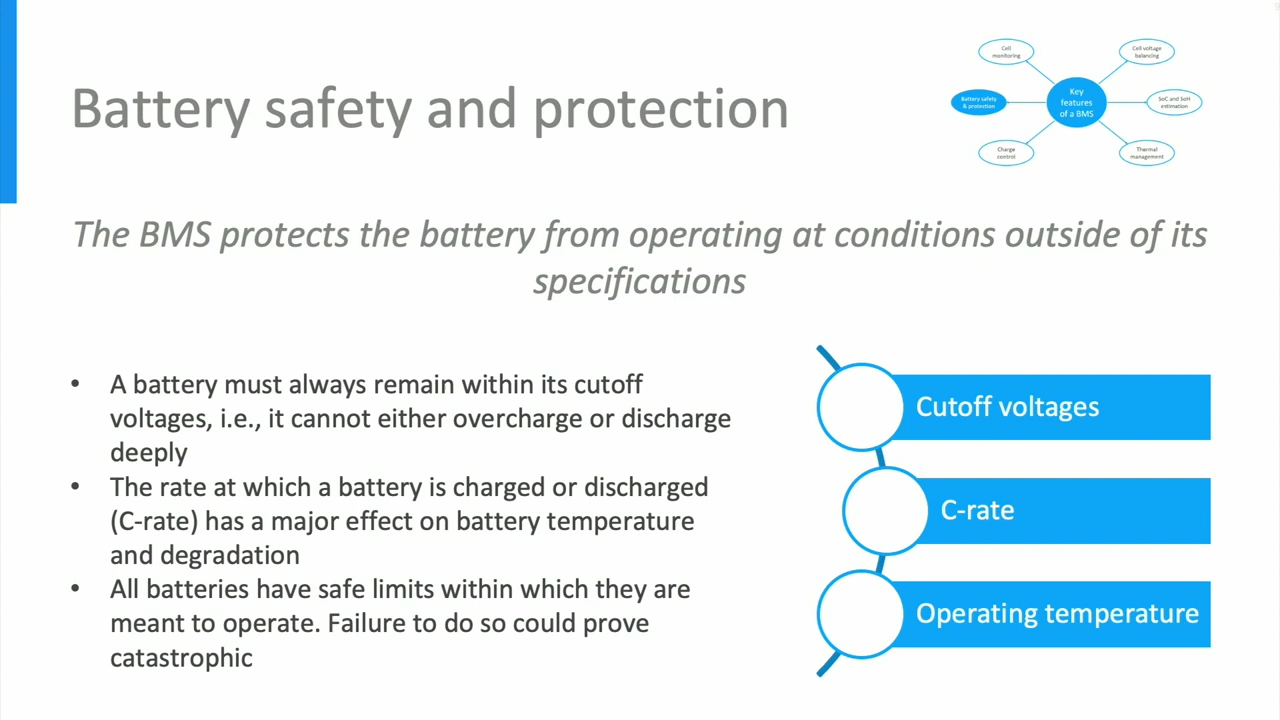 Battery safety and protection
Cell
monitoring
Cell voltage
balancing
Battery safety
& protection
Key
features
of a BMS
SoC and SoH
estimation
Charge
control
Thermal
management
The BMS protects the battery from operating at conditions outside of its
specifications
• A battery must always remain within its cutoff
voltages, i.e., it cannot either overcharge or discharge
deeply
• The rate at which a battery is charged or discharged
(C-rate) has a major effect on battery temperature
and degradation
• All batteries have safe limits within which they are
meant to operate. Failure to do so could prove
catastrophic
Cutoff voltages
C-rate
Operating temperature